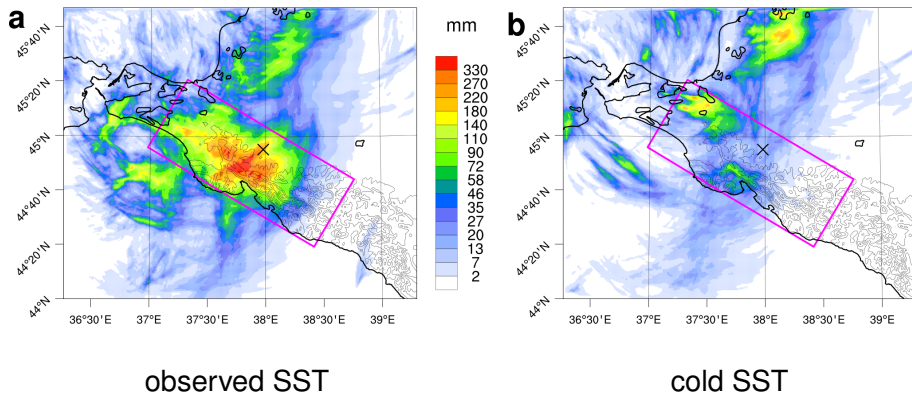 a
mm
b
45°40'N
45°20'N
45°N
44°40'N
44°20'N
44°N
36°30'E
37°E
37°30'E
38°E
38°30'E
39°E
330
270
220
180
140
110
90
72
58
46
35
27
20
13
7
2
45°40'N
45°20'N
45°N
44°40'N
44°20'N
44°N
36°30'E
37°E
37°30'E
38°E
38°30'E
39°E
observed SST
cold SST